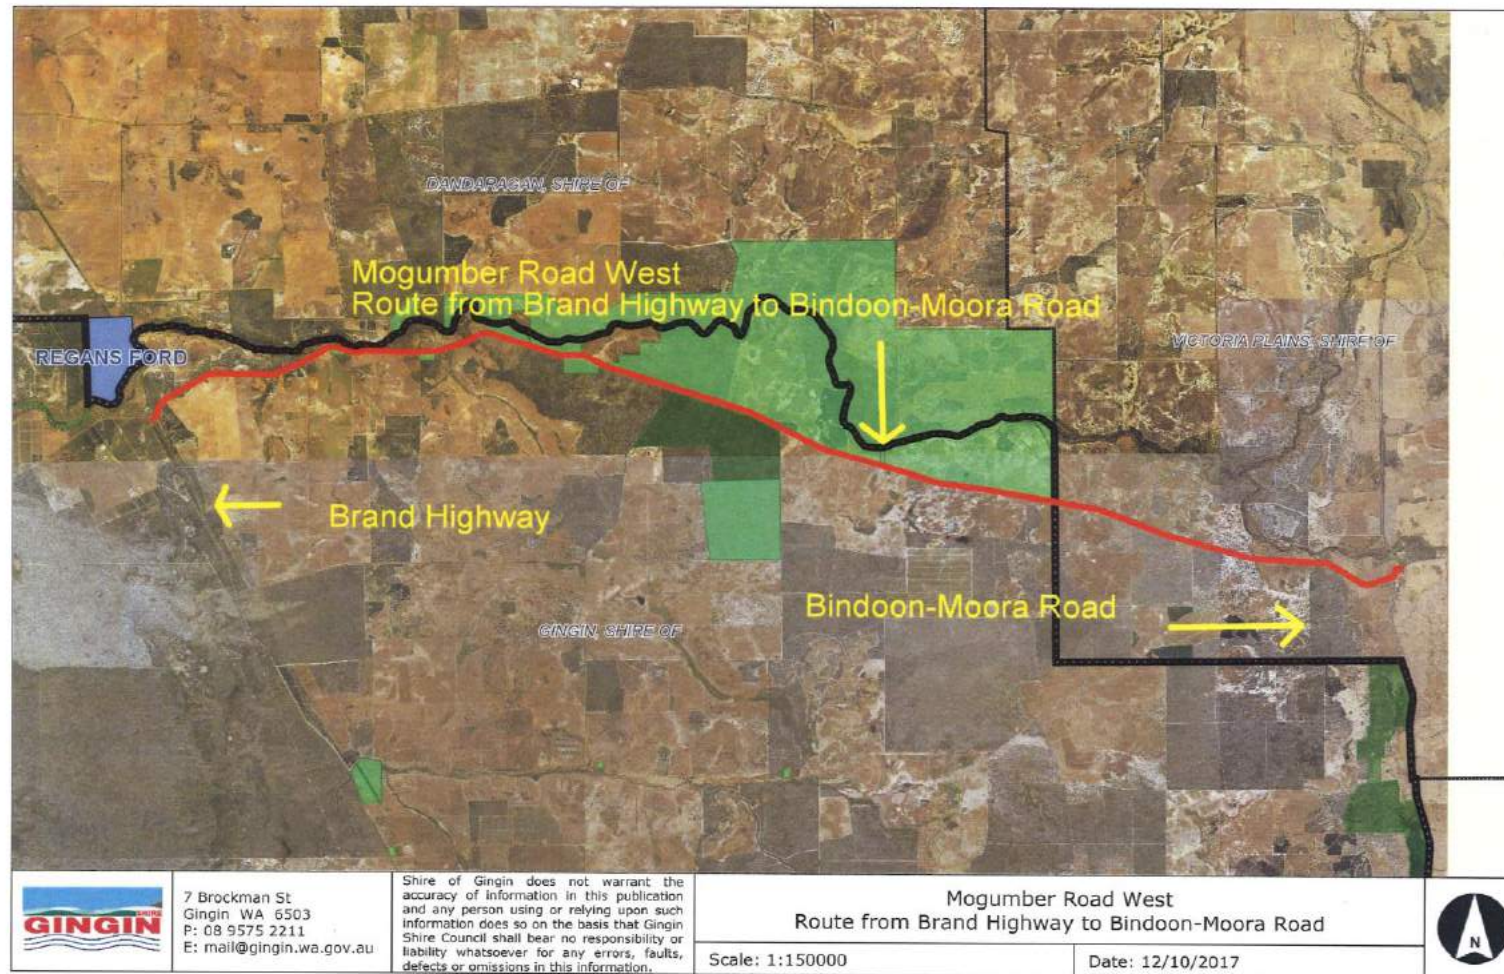 DANDARAGAN, SHIRE OF
Mogumber Road West
Route from Brand Highway to Bindoon-Moora Road
REGANS FORD
VICTORIA PLAINS, SHIRE OF
Brand Highway
Bindoon-Moora Road
GINGIN, SHIRE OF
SHIRE
GINGIN
7 Brockman St
Gingin WA 6503
P: 08 9575 2211
E: mail@gingin.wa.gov.au
Shire of Gingin does not warrant the
accuracy of information in this publication
and any person using or relying upon such
information does so on the basis that Gingin
Shire Council shall bear no responsibility or
liability whatsoever for any errors, faults,
defects or omissions in this information.
Mogumber Road West
Route from Brand Highway to Bindoon-Moora Road
Scale: 1:150000
Date: 12/10/2017
N